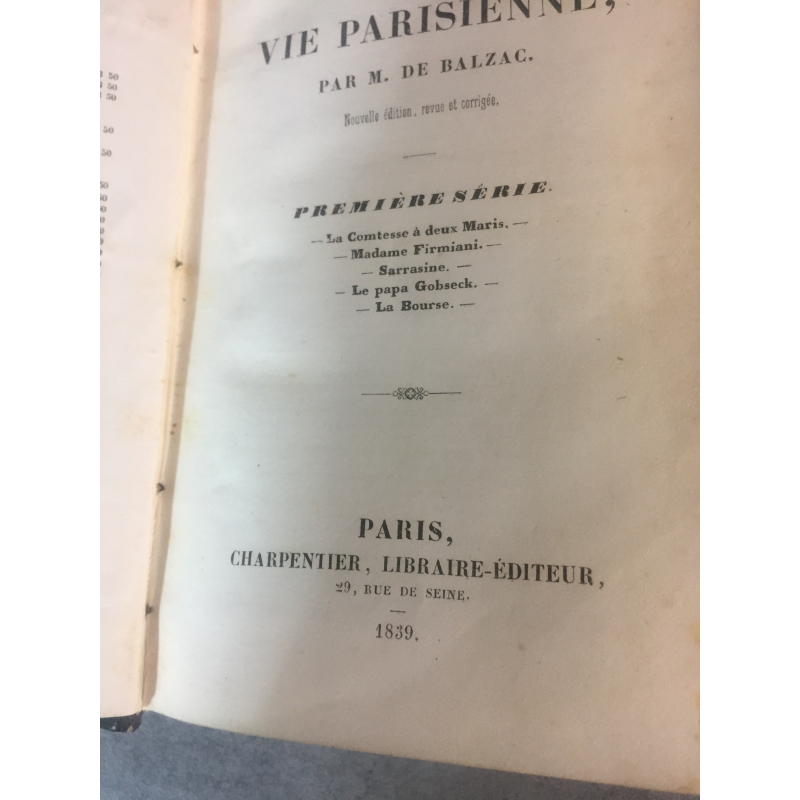 VIE PARISIENNE,
PAR M. DE BALZAC.
Nouvelle édition, revue et corrigée.
PREMIÈRE SÉRIE.
— La Comtesse à deux Maris. —
— Madame Firmiani. —
— Sarrasine. —
— Le papa Gobseck. —
— La Bourse. —
PARIS,
CHARPENTIER, LIBRAIRE-ÉDITEUR,
29, RUE DE SEINE.
1839.